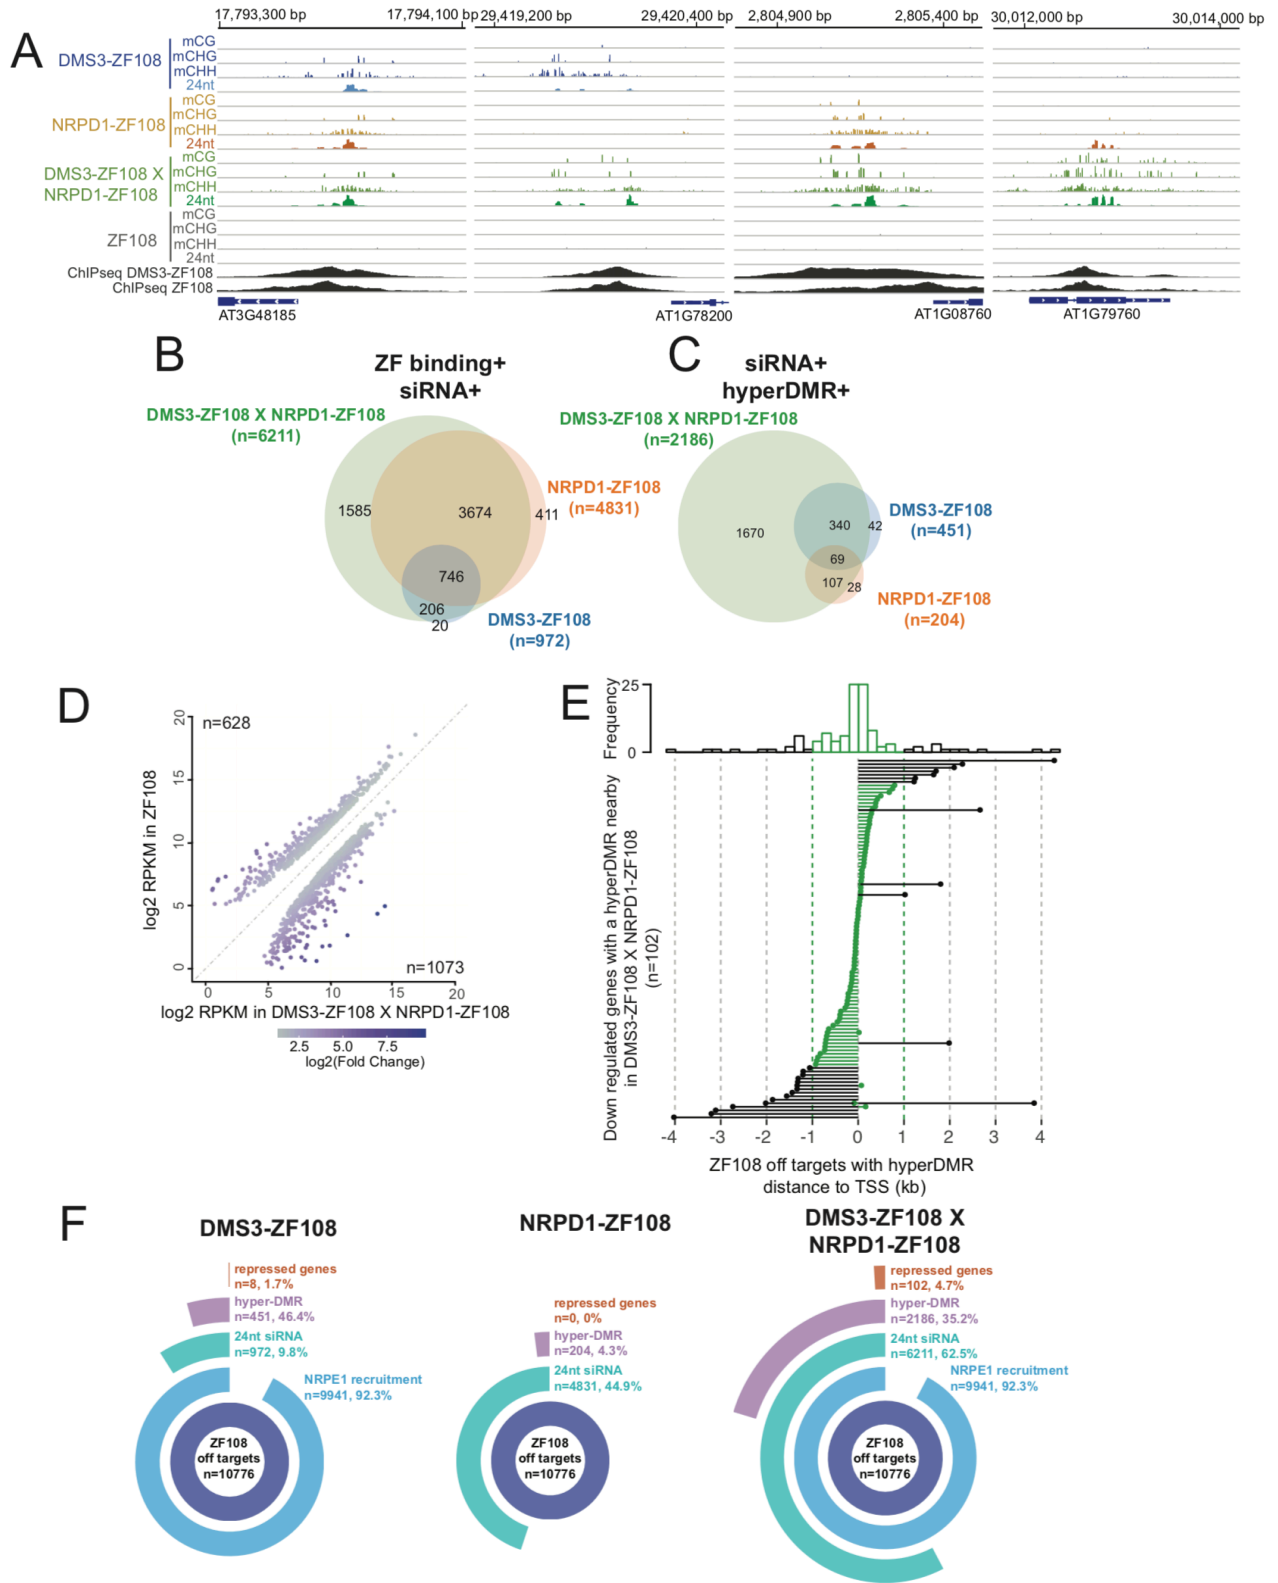 17,793,300 bp
17,794,100 bp
29,419,200 bp
29,420,400 bp
2,804,900 bp
2,805,400 bp
30,012,000 bp
30,014,000 bp
A
DMS3-ZF108
mCG
mCHG
mCHH
24nt
NRPD1-ZF108
mCG
mCHG
mCHH
24nt
DMS3-ZF108 X
NRPD1-ZF108
mCG
mCHG
mCHH
24nt
ZF108
mCG
mCHG
mCHH
24nt
ChIPseq DMS3-ZF108
ChIPseq ZF108
AT3G48185
AT1G78200
AT1G08760
AT1G79760
B
ZF binding+
siRNA+
DMS3-ZF108 X NRPD1-ZF108
(n=6211)
NRPD1-ZF108
(n=4831)
1585
3674
411
746
206
20
DMS3-ZF108
(n=972)
C
siRNA+
hyperDMR+
DMS3-ZF108 X NRPD1-ZF108
(n=2186)
DMS3-ZF108
(n=451)
1670
340
42
69
107
28
NRPD1-ZF108
(n=204)
D
n=628
n=1073
20
15
10
5
0
log2 RPKM in ZF108
0 5 10 15 20
log2 RPKM in DMS3-ZF108 X NRPD1-ZF108
2.5 5.0 7.5
log2(Fold Change)
E
Frequency
25
0
Down regulated genes with a hyperDMR nearby
in DMS3-ZF108 X NRPD1-ZF108
(n=102)
-4 -3 -2 -1 0 1 2 3 4
ZF108 off targets with hyperDMR
distance to TSS (kb)
F
DMS3-ZF108
repressed genes
n=8, 1.7%
hyper-DMR
n=451, 46.4%
24nt siRNA
n=972, 9.8%
NRPE1 recruitment
n=9941, 92.3%
ZF108
off targets
n=10776
NRPD1-ZF108
repressed genes
n=0, 0%
hyper-DMR
n=204, 4.3%
24nt siRNA
n=4831, 44.9%
ZF108
off targets
n=10776
DMS3-ZF108 X
NRPD1-ZF108
repressed genes
n=102, 4.7%
hyper-DMR
n=2186, 35.2%
24nt siRNA
n=6211, 62.5%
NRPE1 recruitment
n=9941, 92.3%
ZF108
off targets
n=10776